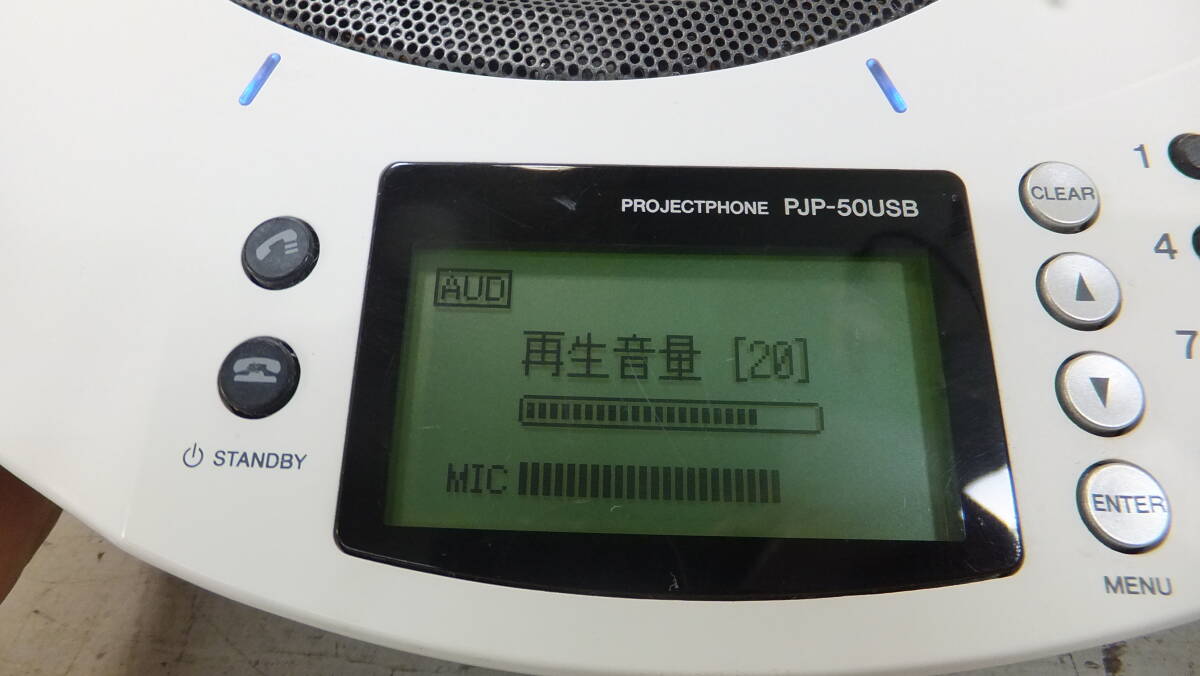 PROJECTPHONE PJP-50USB
AUD
再生音量 [20]
MIC
STANDBY
CLEAR
ENTER
MENU
1
4
7